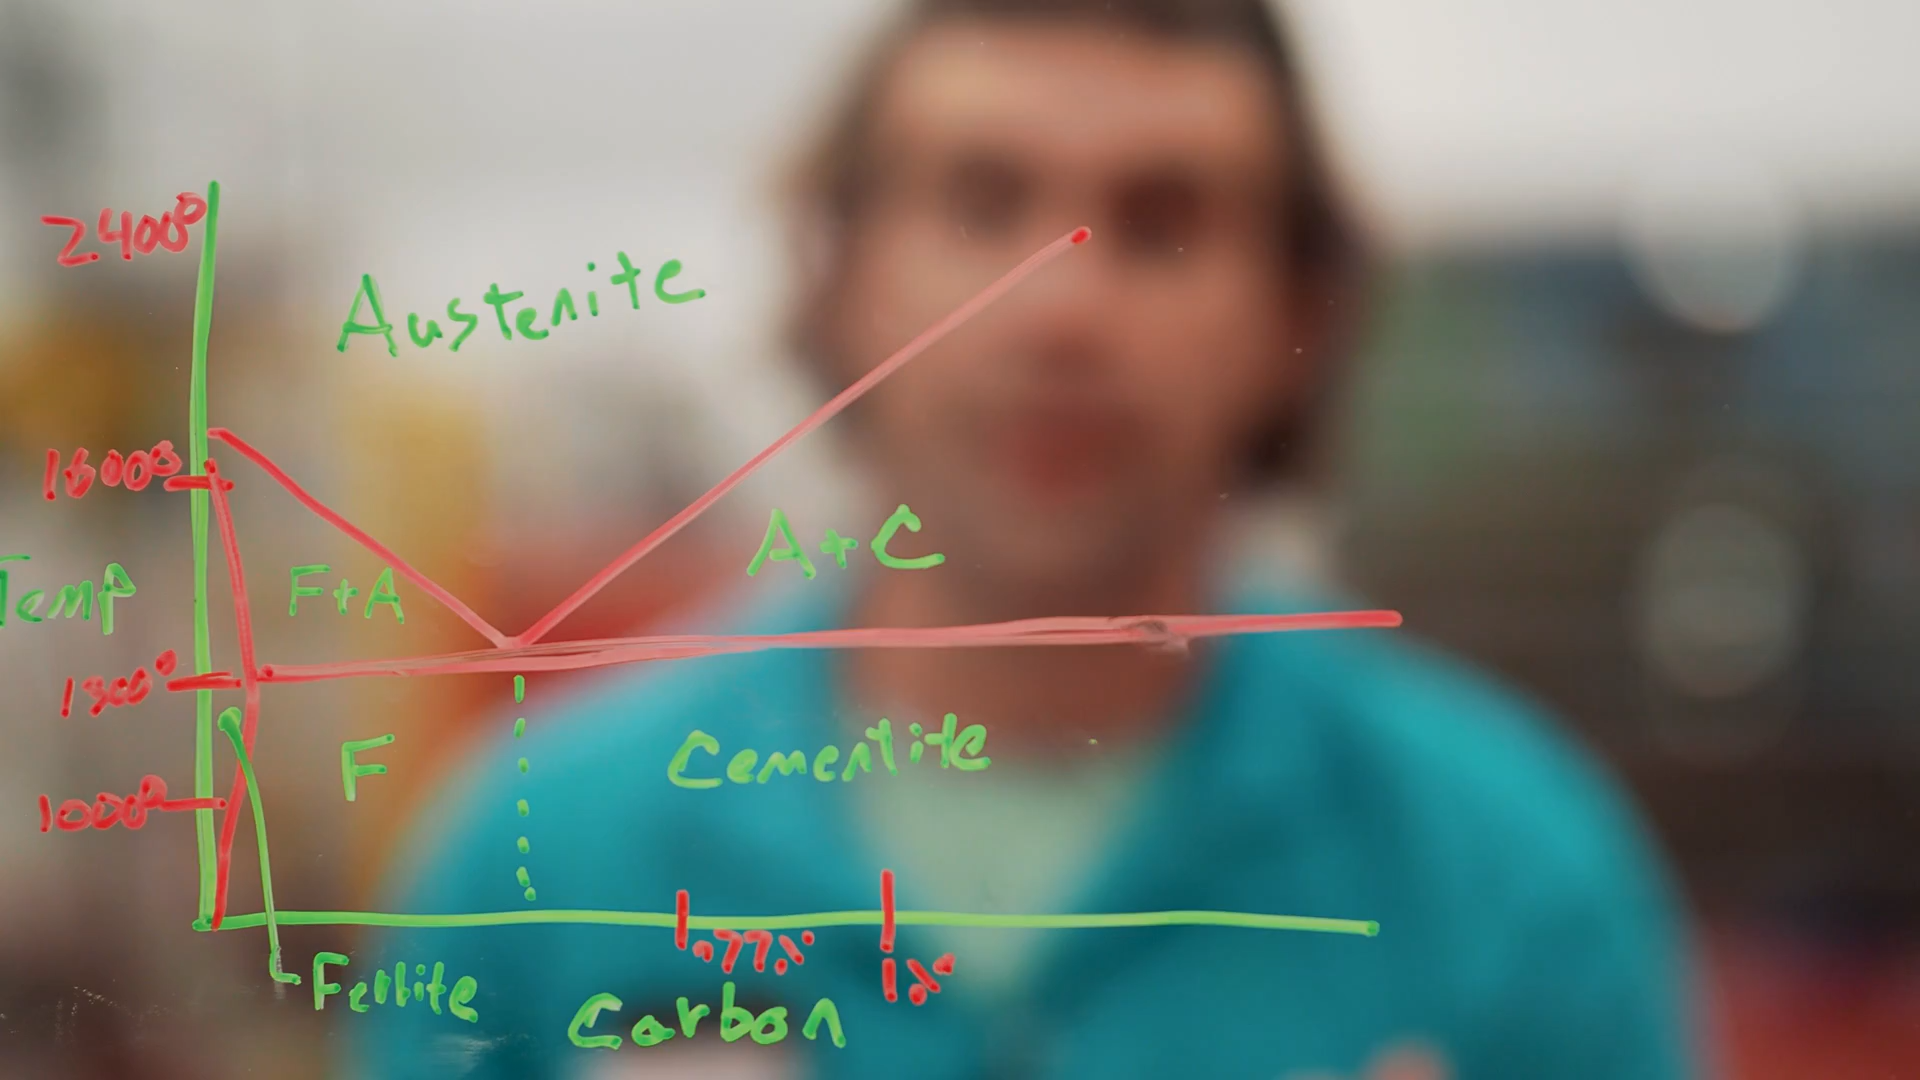 2400°
Austenite
1600°
A+C
F+A
Temp
1300°
F
Cementite
1000°
.77%
1%
Ferrite
Carbon